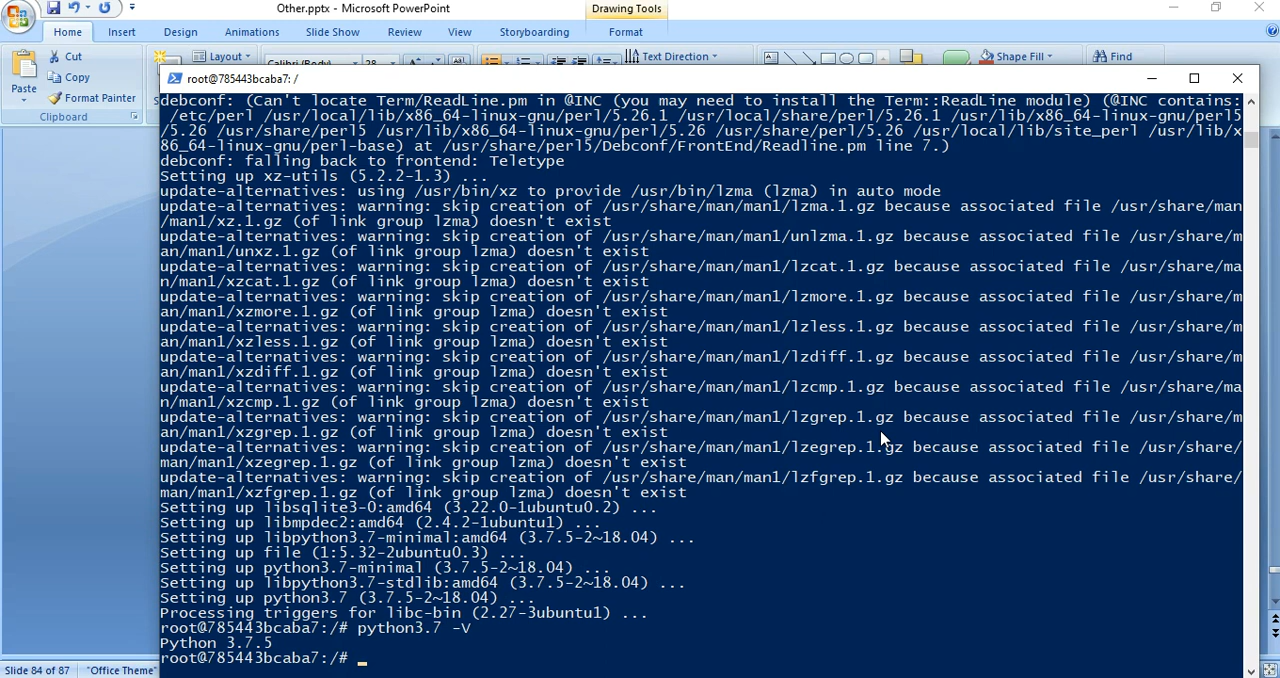 Other.pptx - Microsoft PowerPoint
Drawing Tools
Home
Insert
Design
Animations
Slide Show
Review
View
Storyboarding
Format
Paste
Cut
Copy
Format Painter
Clipboard
Layout
Calibri (Body)
28
Text Direction
Shape Fill
Find
root@785443bcaba7: /
debconf: (Can't locate Term/ReadLine.pm in @INC (you may need to install the Term::ReadLine module) (@INC contains:
/etc/perl /usr/local/lib/x86_64-linux-gnu/perl/5.26.1 /usr/local/share/perl/5.26.1 /usr/lib/x86_64-linux-gnu/perl5
/5.26 /usr/share/perl5 /usr/lib/x86_64-linux-gnu/perl/5.26 /usr/share/perl/5.26 /usr/local/lib/site_perl /usr/lib/x
86_64-linux-gnu/perl-base) at /usr/share/perl5/Debconf/FrontEnd/Readline.pm line 7.)
debconf: falling back to frontend: Teletype
Setting up xz-utils (5.2.2-1.3) ...
update-alternatives: using /usr/bin/xz to provide /usr/bin/lzma (lzma) in auto mode
update-alternatives: warning: skip creation of /usr/share/man/man1/lzma.1.gz because associated file /usr/share/man
/man1/xz.1.gz (of link group lzma) doesn't exist
update-alternatives: warning: skip creation of /usr/share/man/man1/unlzma.1.gz because associated file /usr/share/m
an/man1/unxz.1.gz (of link group lzma) doesn't exist
update-alternatives: warning: skip creation of /usr/share/man/man1/lzcat.1.gz because associated file /usr/share/ma
n/man1/xzcat.1.gz (of link group lzma) doesn't exist
update-alternatives: warning: skip creation of /usr/share/man/man1/lzmore.1.gz because associated file /usr/share/m
an/man1/xzmore.1.gz (of link group lzma) doesn't exist
update-alternatives: warning: skip creation of /usr/share/man/man1/lzless.1.gz because associated file /usr/share/m
an/man1/xzless.1.gz (of link group lzma) doesn't exist
update-alternatives: warning: skip creation of /usr/share/man/man1/lzdiff.1.gz because associated file /usr/share/m
an/man1/xzdiff.1.gz (of link group lzma) doesn't exist
update-alternatives: warning: skip creation of /usr/share/man/man1/lzcmp.1.gz because associated file /usr/share/ma
n/man1/xzcmp.1.gz (of link group lzma) doesn't exist
update-alternatives: warning: skip creation of /usr/share/man/man1/lzgrep.1.gz because associated file /usr/share/m
an/man1/xzgrep.1.gz (of link group lzma) doesn't exist
update-alternatives: warning: skip creation of /usr/share/man/man1/lzegrep.1.gz because associated file /usr/share/
man/man1/xzegrep.1.gz (of link group lzma) doesn't exist
update-alternatives: warning: skip creation of /usr/share/man/man1/lzfgrep.1.gz because associated file /usr/share/
man/man1/xzfgrep.1.gz (of link group lzma) doesn't exist
Setting up libsqlite3-0:amd64 (3.22.0-1ubuntu0.2) ...
Setting up libmpdec2:amd64 (2.4.2-1ubuntu1) ...
Setting up libpython3.7-minimal:amd64 (3.7.5-2~18.04) ...
Setting up file (1:5.32-2ubuntu0.3) ...
Setting up python3.7-minimal (3.7.5-2~18.04) ...
Setting up libpython3.7-stdlib:amd64 (3.7.5-2~18.04) ...
Setting up python3.7 (3.7.5-2~18.04) ...
Processing triggers for libc-bin (2.27-3ubuntu1) ...
root@785443bcaba7:/# python3.7 -V
Python 3.7.5
root@785443bcaba7:/#
Slide 84 of 87
"Office Theme"